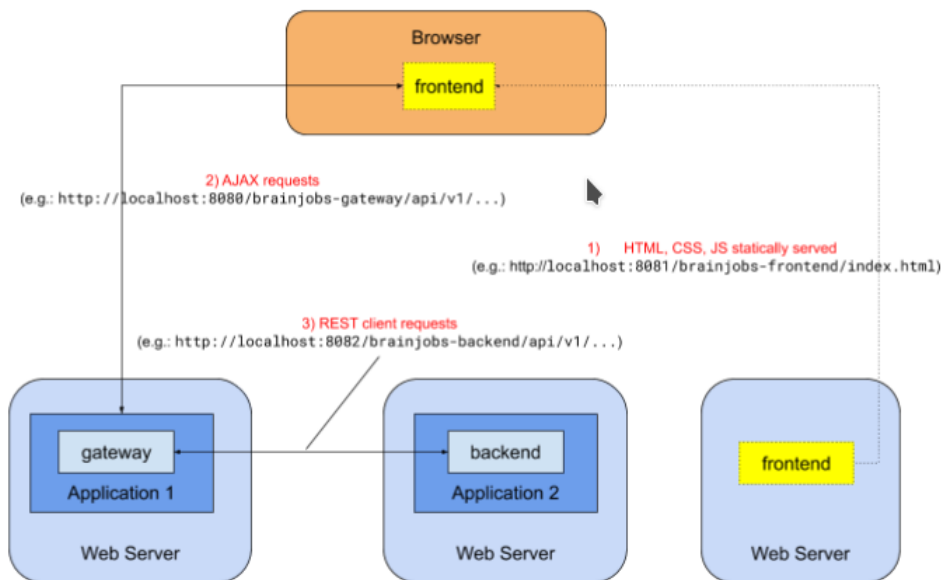 Browser
frontend
2) AJAX requests
(e.g.: http://localhost:8080/brainjobs-gateway/api/v1/...)
1) HTML, CSS, JS statically served
(e.g.: http://localhost:8081/brainjobs-frontend/index.html)
3) REST client requests
(e.g.: http://localhost:8082/brainjobs-backend/api/v1/...)
gateway
Application 1
Web Server
backend
Application 2
Web Server
frontend
Web Server